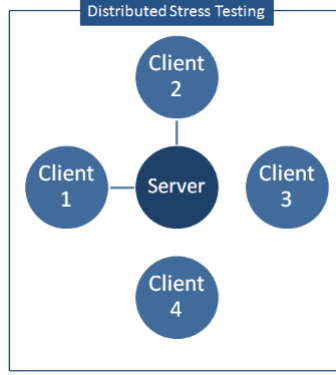 Distributed Stress Testing
Client
2
Client
1
Server
Client
3
Client
4